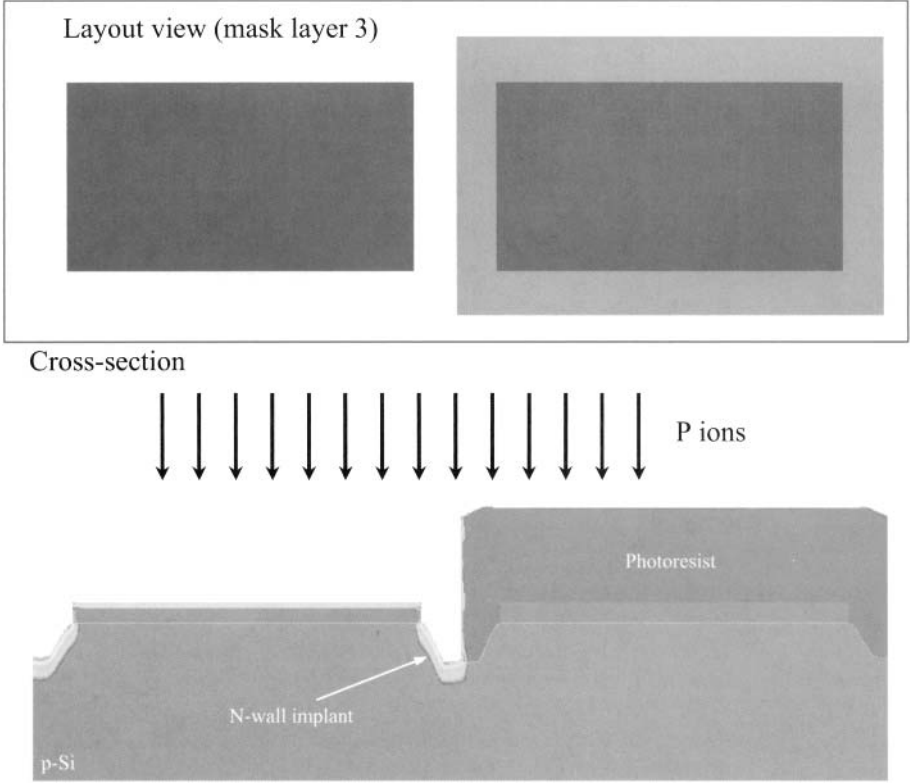 Layout view (mask layer 3)
Cross-section
P ions
Photoresist
N-wall implant
p-Si